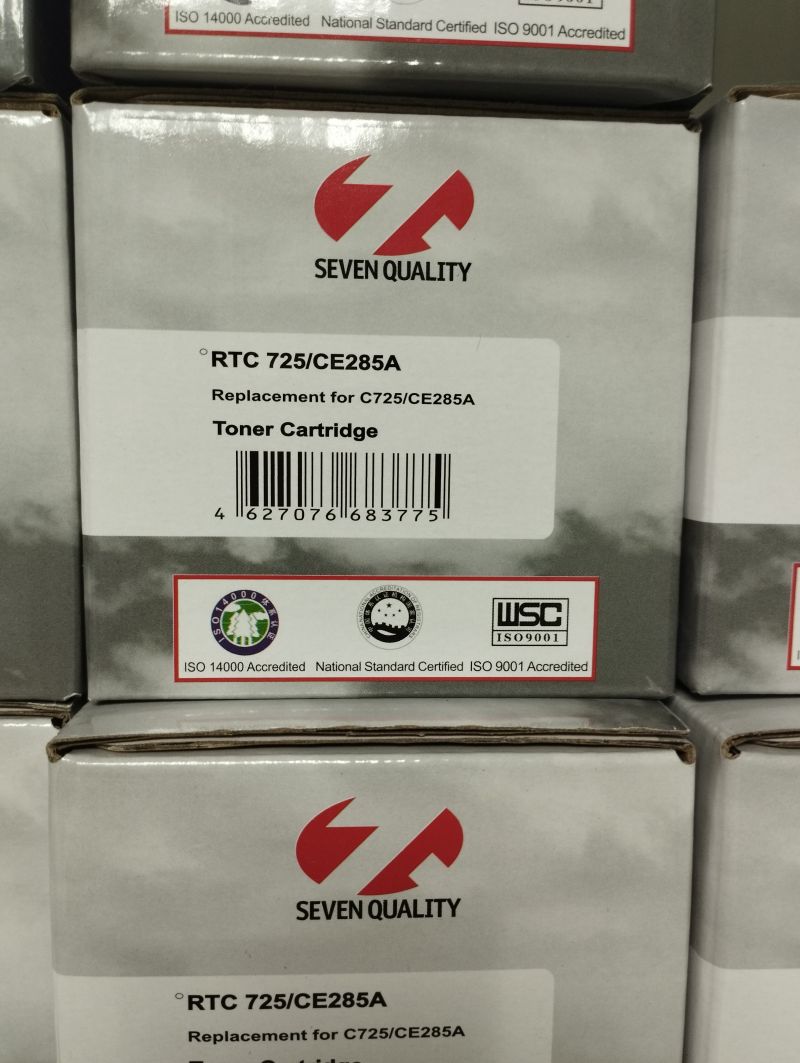 ISO 14000 Accredited National Standard Certified ISO 9001 Accredited
SEVEN QUALITY
RTC 725/CE285A
Replacement for C725/CE285A
Toner Cartridge
4 627076 683775
ISO 14000
WSC
ISO9001
ISO 14000 Accredited National Standard Certified ISO 9001 Accredited
SEVEN QUALITY
RTC 725/CE285A
Replacement for C725/CE285A